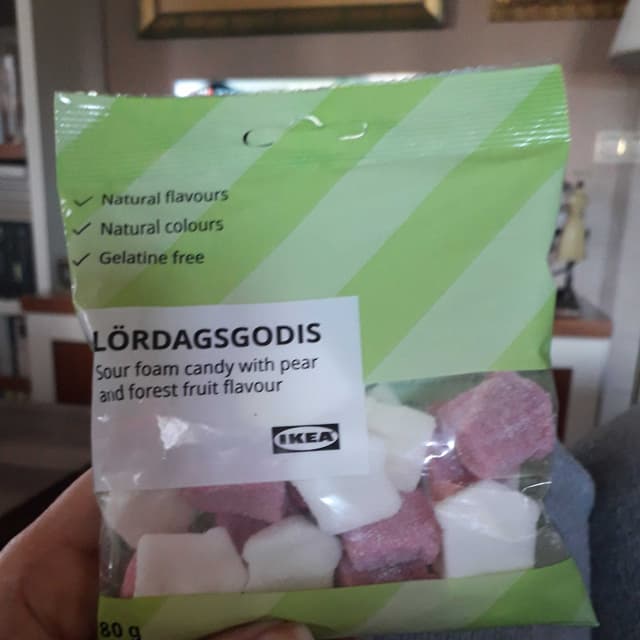 Natural flavours
Natural colours
Gelatine free
LÖRDAGSGODIS
Sour foam candy with pear
and forest fruit flavour
IKEA
80 g